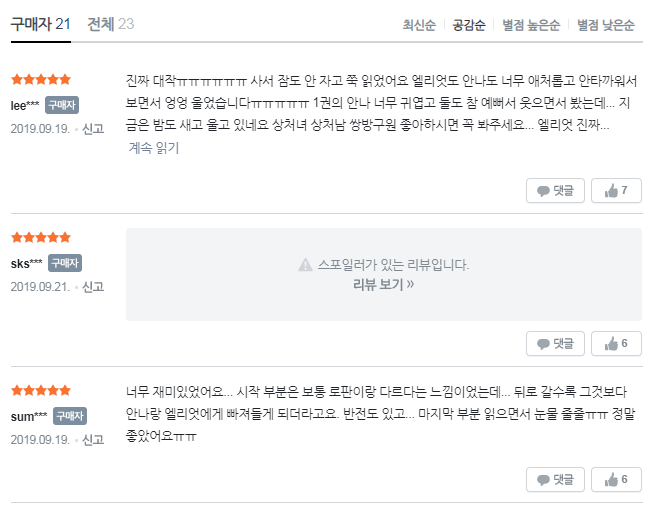 구매자 21 전체 23
최신순 공감순 별점 높은순 별점 낮은순
진짜 대작ㅠㅠㅠㅠㅠㅠ 사서 잠도 안 자고 쭉 읽었어요 엘리엇도 안나도 너무 애처롭고 안타까워서
lee*** 구매자
보면서 엉엉 울었습니다ㅠㅠㅠㅠㅠ 1권의 안나 너무 귀엽고 둘도 참 예뻐서 웃으면서 봤는데... 지
2019.09.19. 신고
금은 밤도 새고 울고 있네요 상처녀 상처남 쌍방구원 좋아하시면 꼭 봐주세요... 엘리엇 진짜...
계속 읽기
댓글 7
sks*** 구매자
2019.09.21. 신고
스포일러가 있는 리뷰입니다.
리뷰 보기 »
댓글 6
너무 재미있었어요... 시작 부분은 보통 로판이랑 다르다는 느낌이었는데... 뒤로 갈수록 그것보다
sum*** 구매자
안나랑 엘리엇에게 빠져들게 되더라고요. 반전도 있고... 마지막 부분 읽으면서 눈물 줄줄ㅠㅠ 정말
2019.09.19. 신고
좋았어요ㅠㅠ
댓글 6